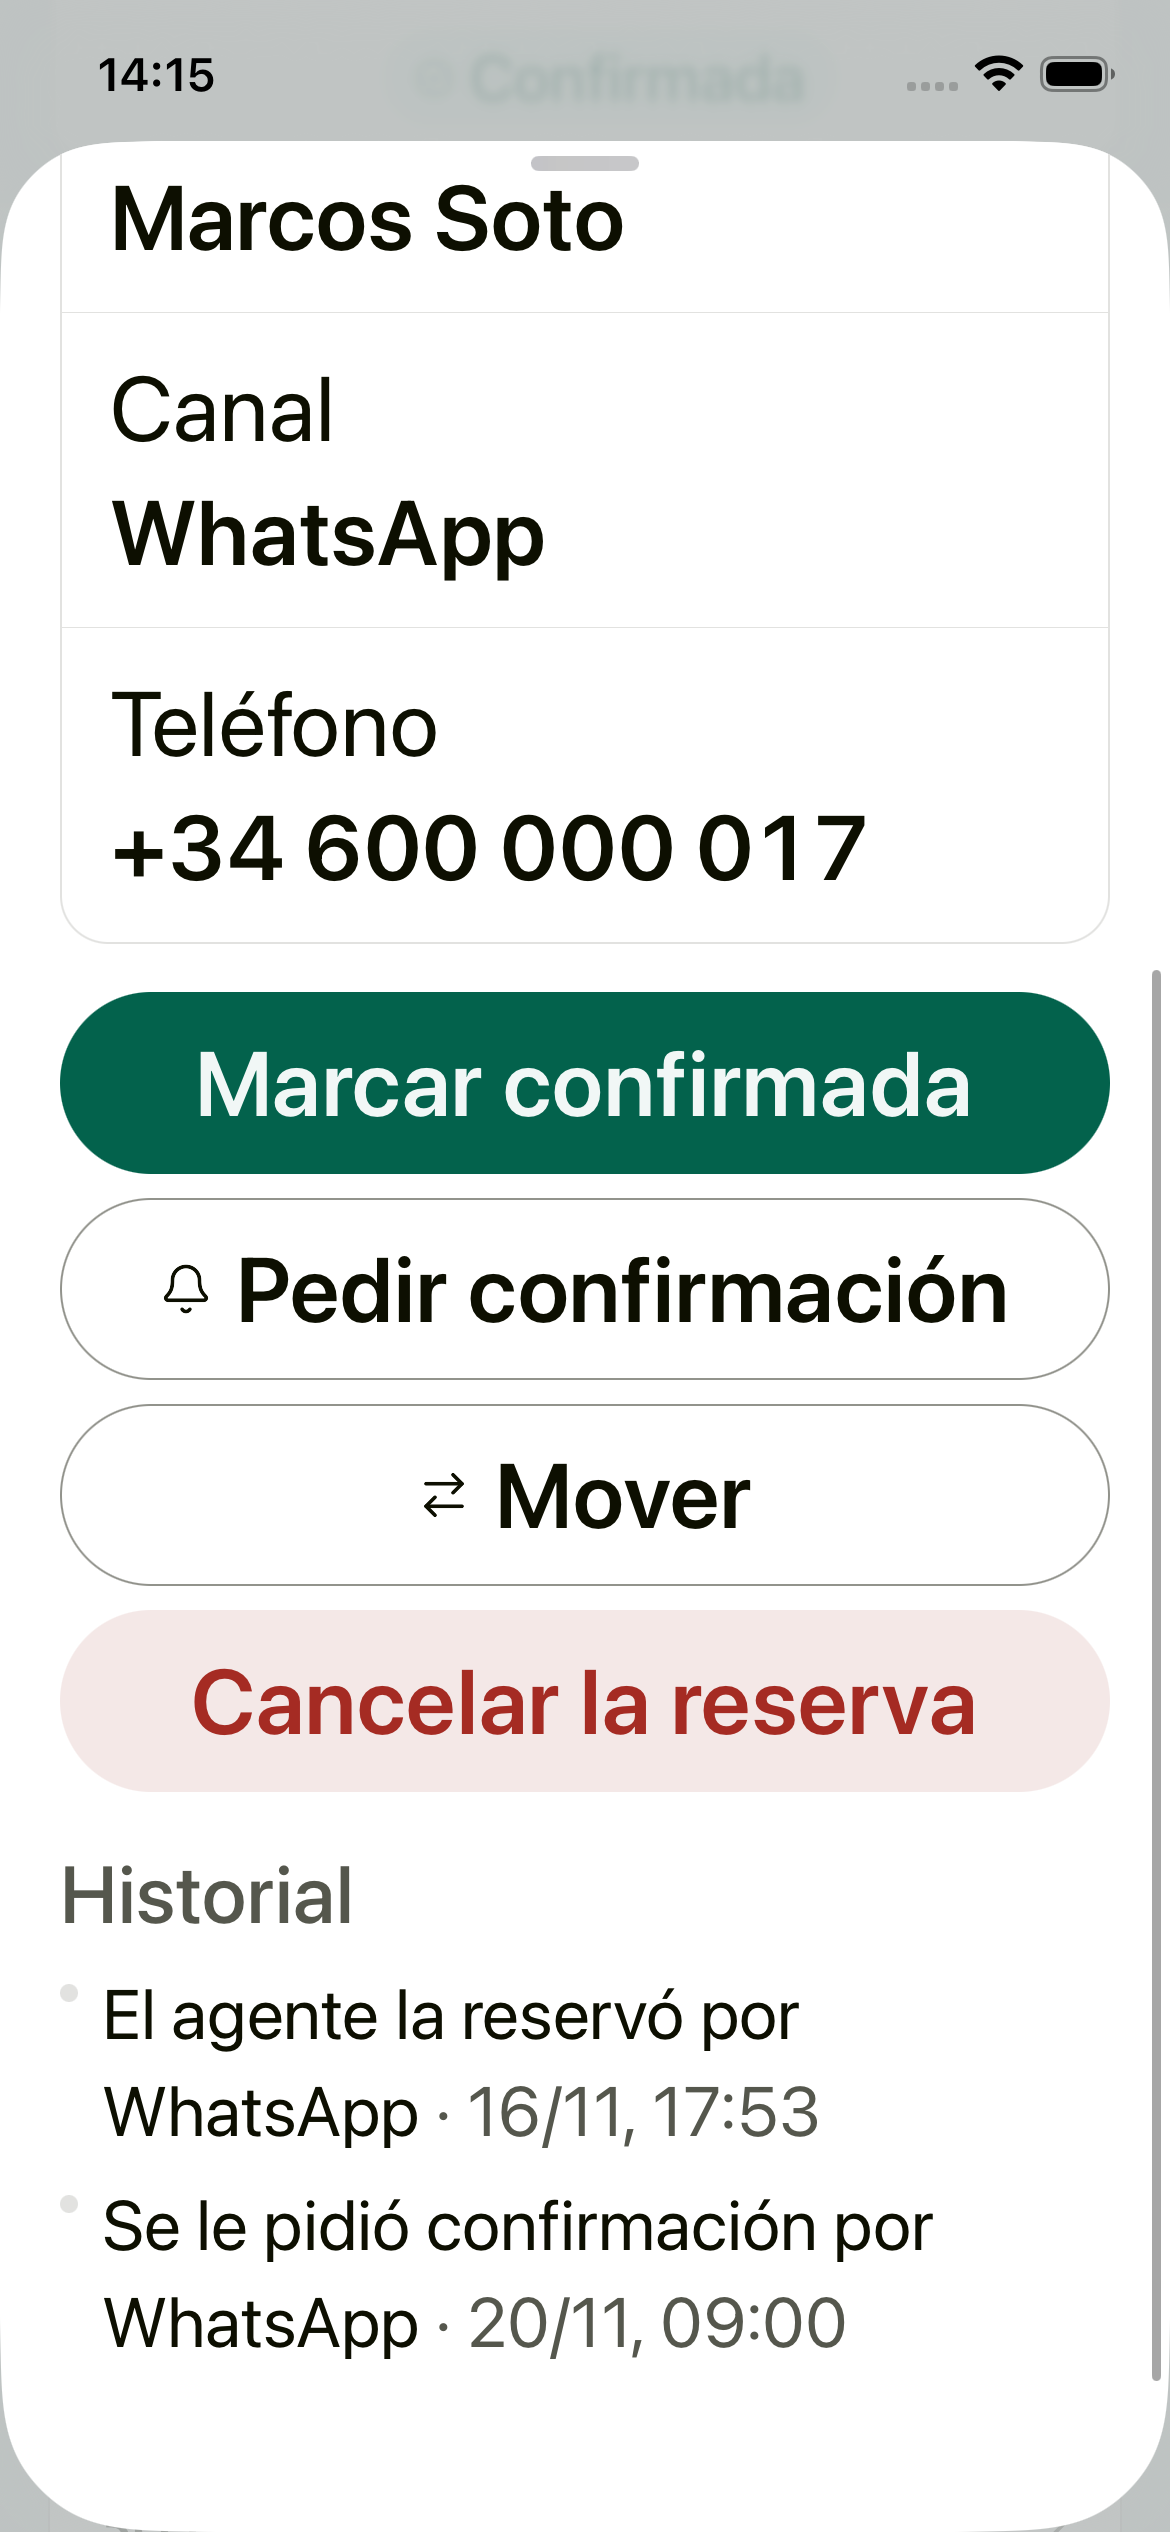 14:15
Confirmada
Marcos Soto
Canal
WhatsApp
Teléfono
+34 600 000 017
Marcar confirmada
Pedir confirmación
Mover
Cancelar la reserva
Historial
El agente la reservó por
WhatsApp · 16/11, 17:53
Se le pidió confirmación por
WhatsApp · 20/11, 09:00